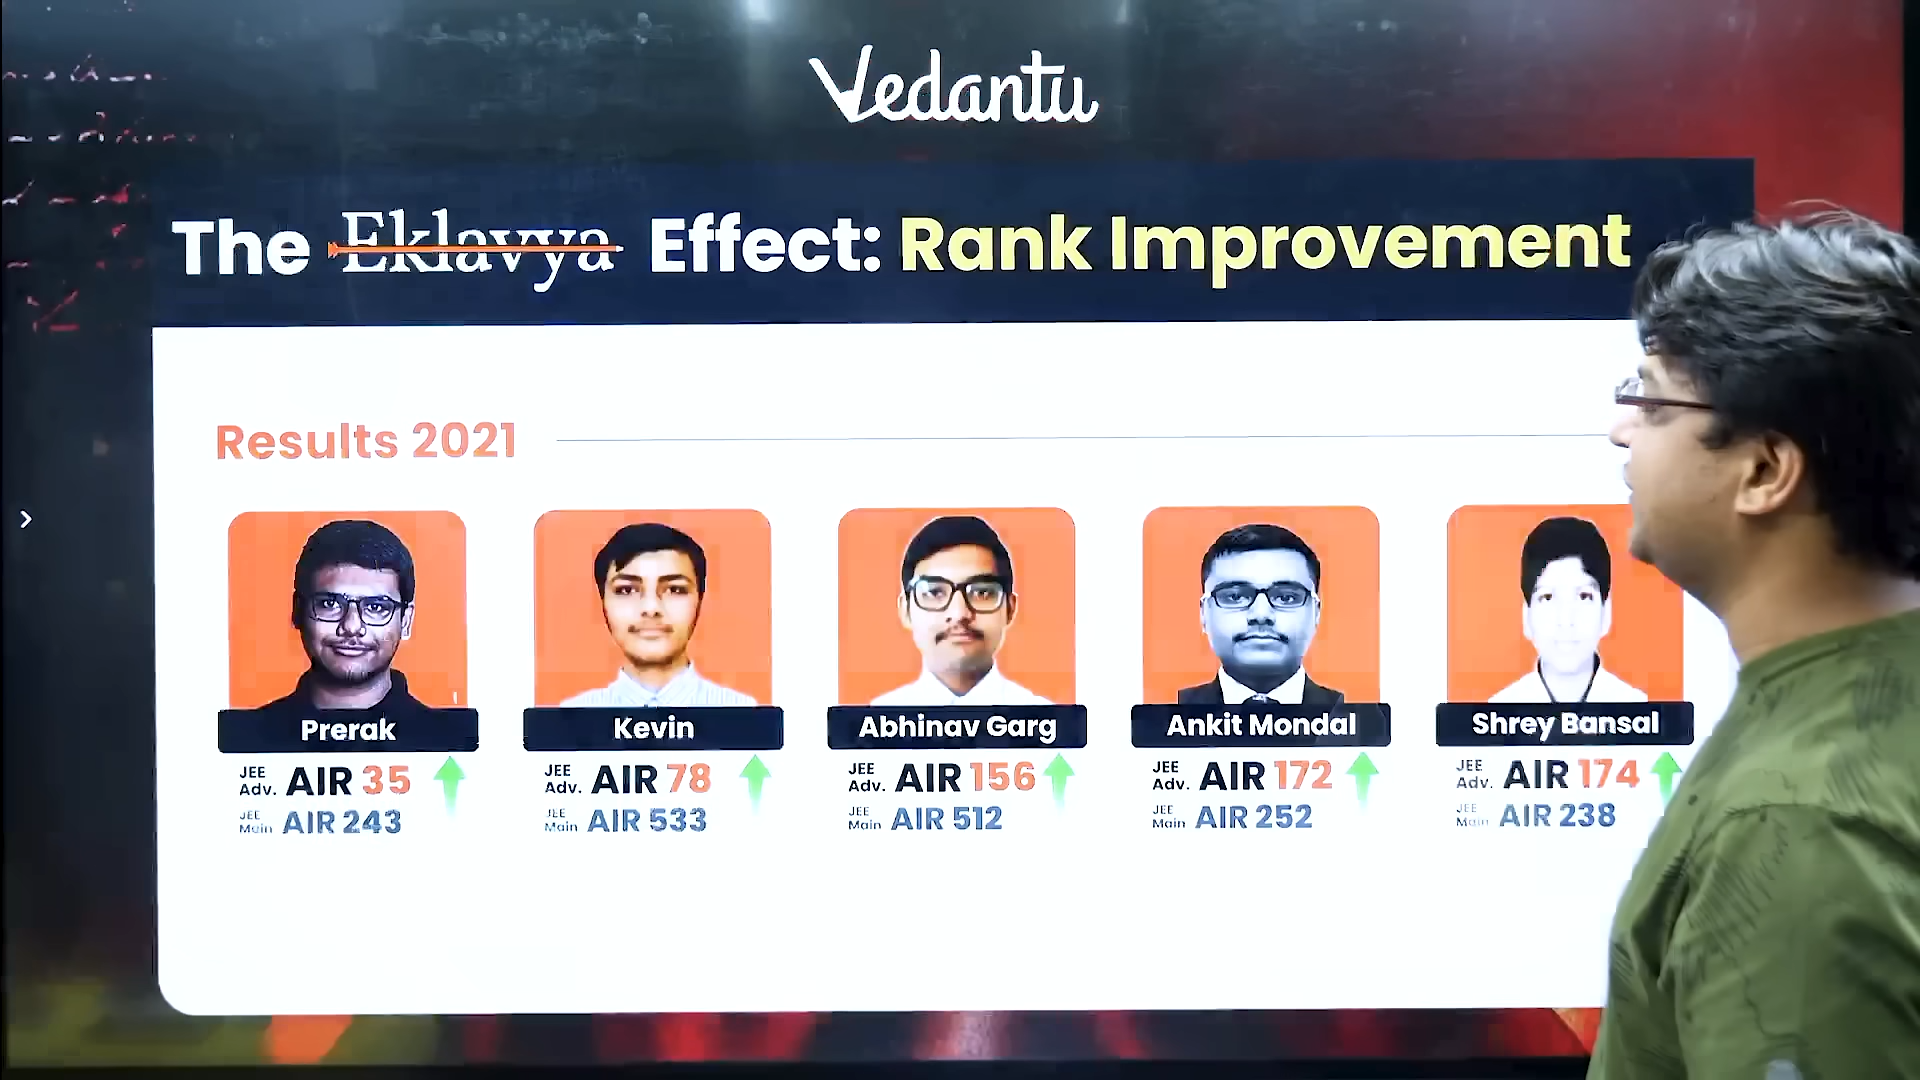 Vedantu
The Eklavya Effect: Rank Improvement
Results 2021
Prerak
JEE Adv. AIR 35
JEE Main AIR 243
Kevin
JEE Adv. AIR 78
JEE Main AIR 533
Abhinav Garg
JEE Adv. AIR 156
JEE Main AIR 512
Ankit Mondal
JEE Adv. AIR 172
JEE Main AIR 252
Shrey Bansal
JEE Adv. AIR 174
JEE Main AIR 238